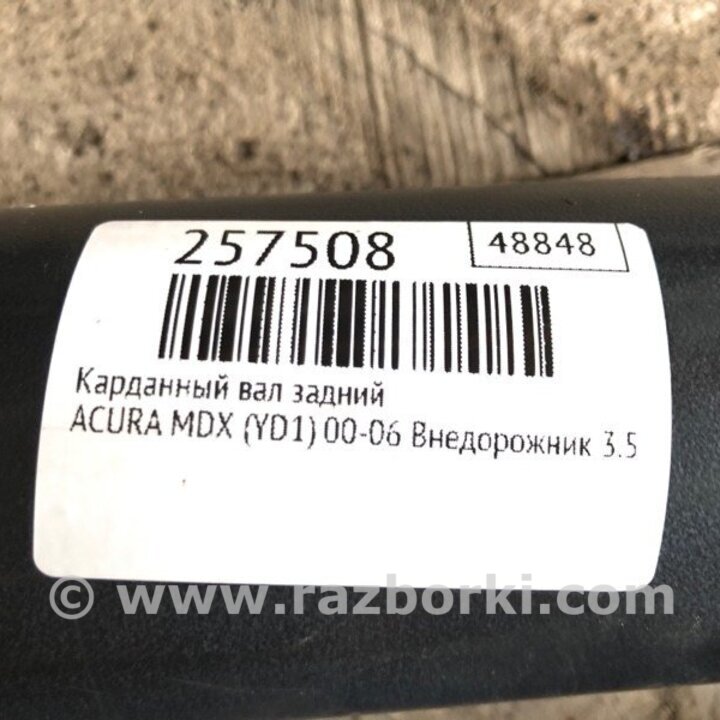 257508
48848
Карданный вал задний
ACURA MDX (YD1) 00-06 Внедорожник 3.5
© www.razborki.com